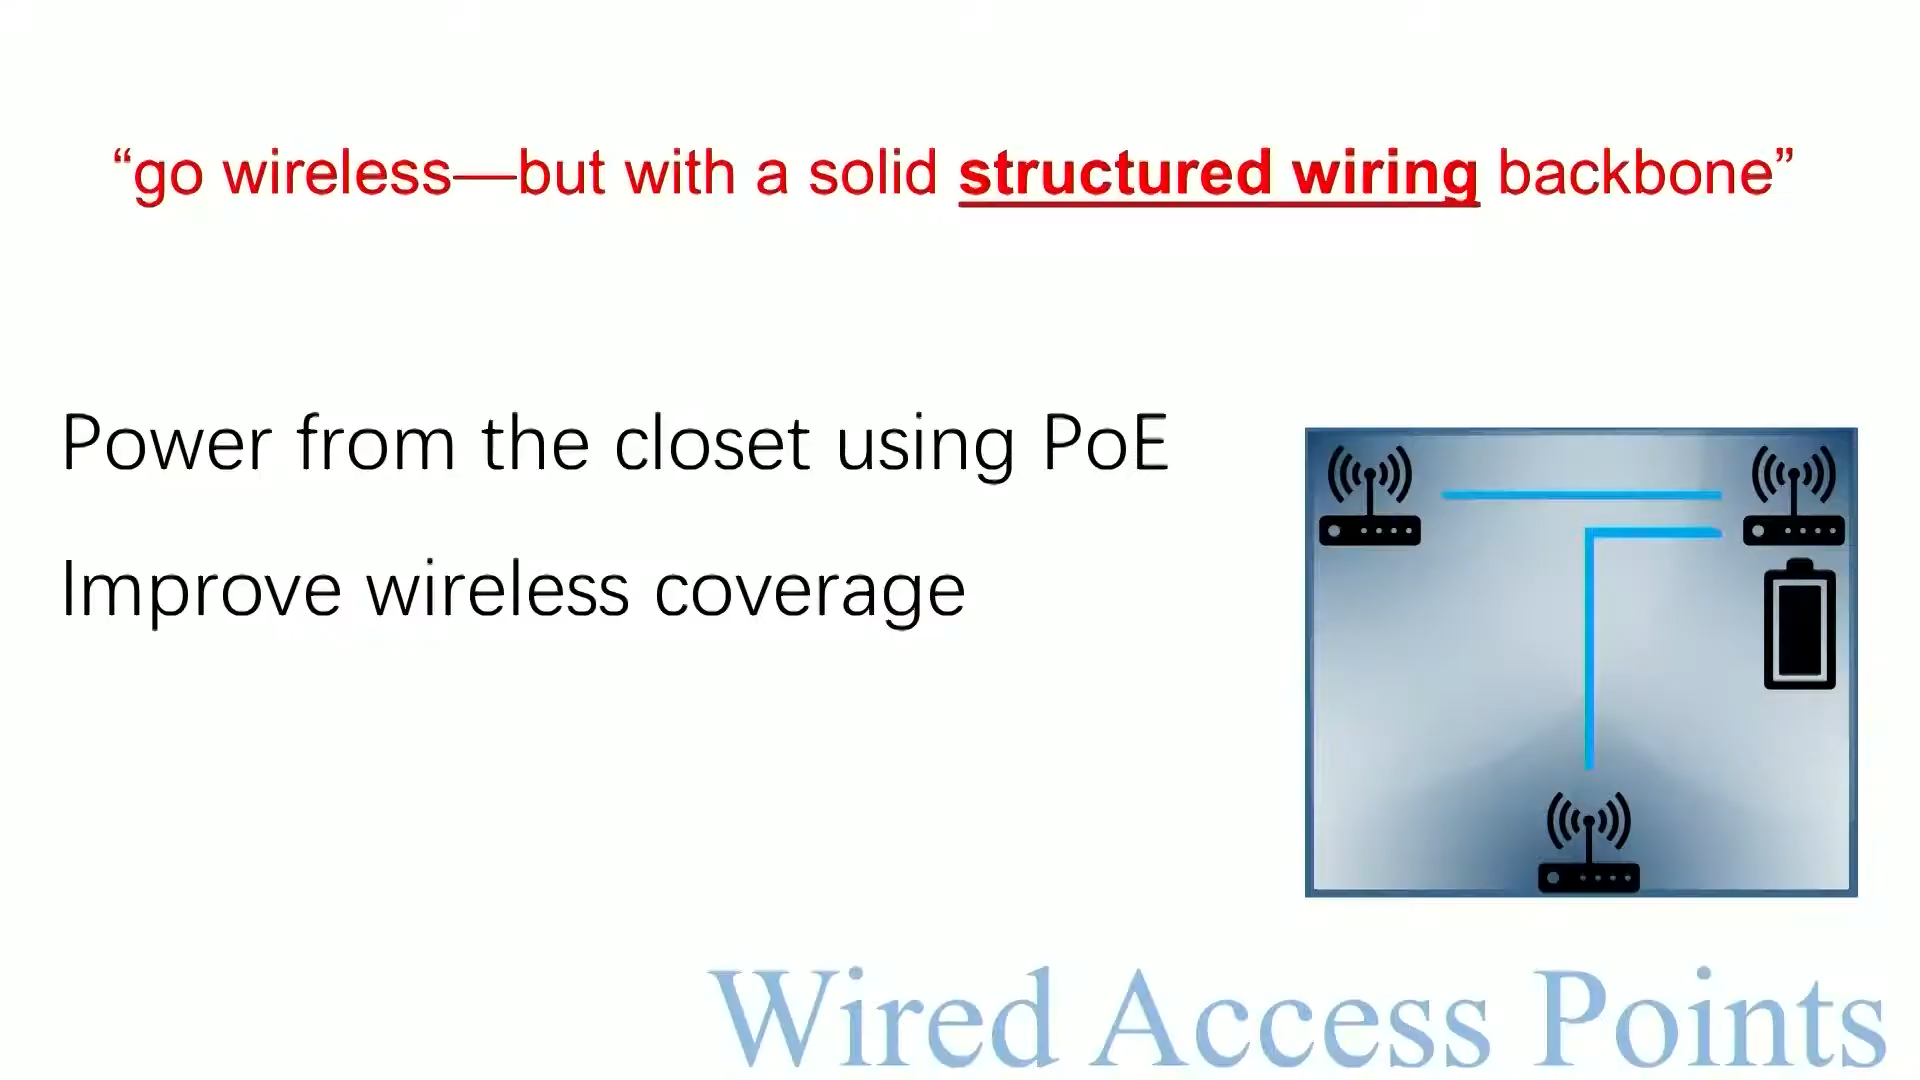 “go wireless—but with a solid structured wiring backbone”
Power from the closet using PoE
Improve wireless coverage
Wired Access Points